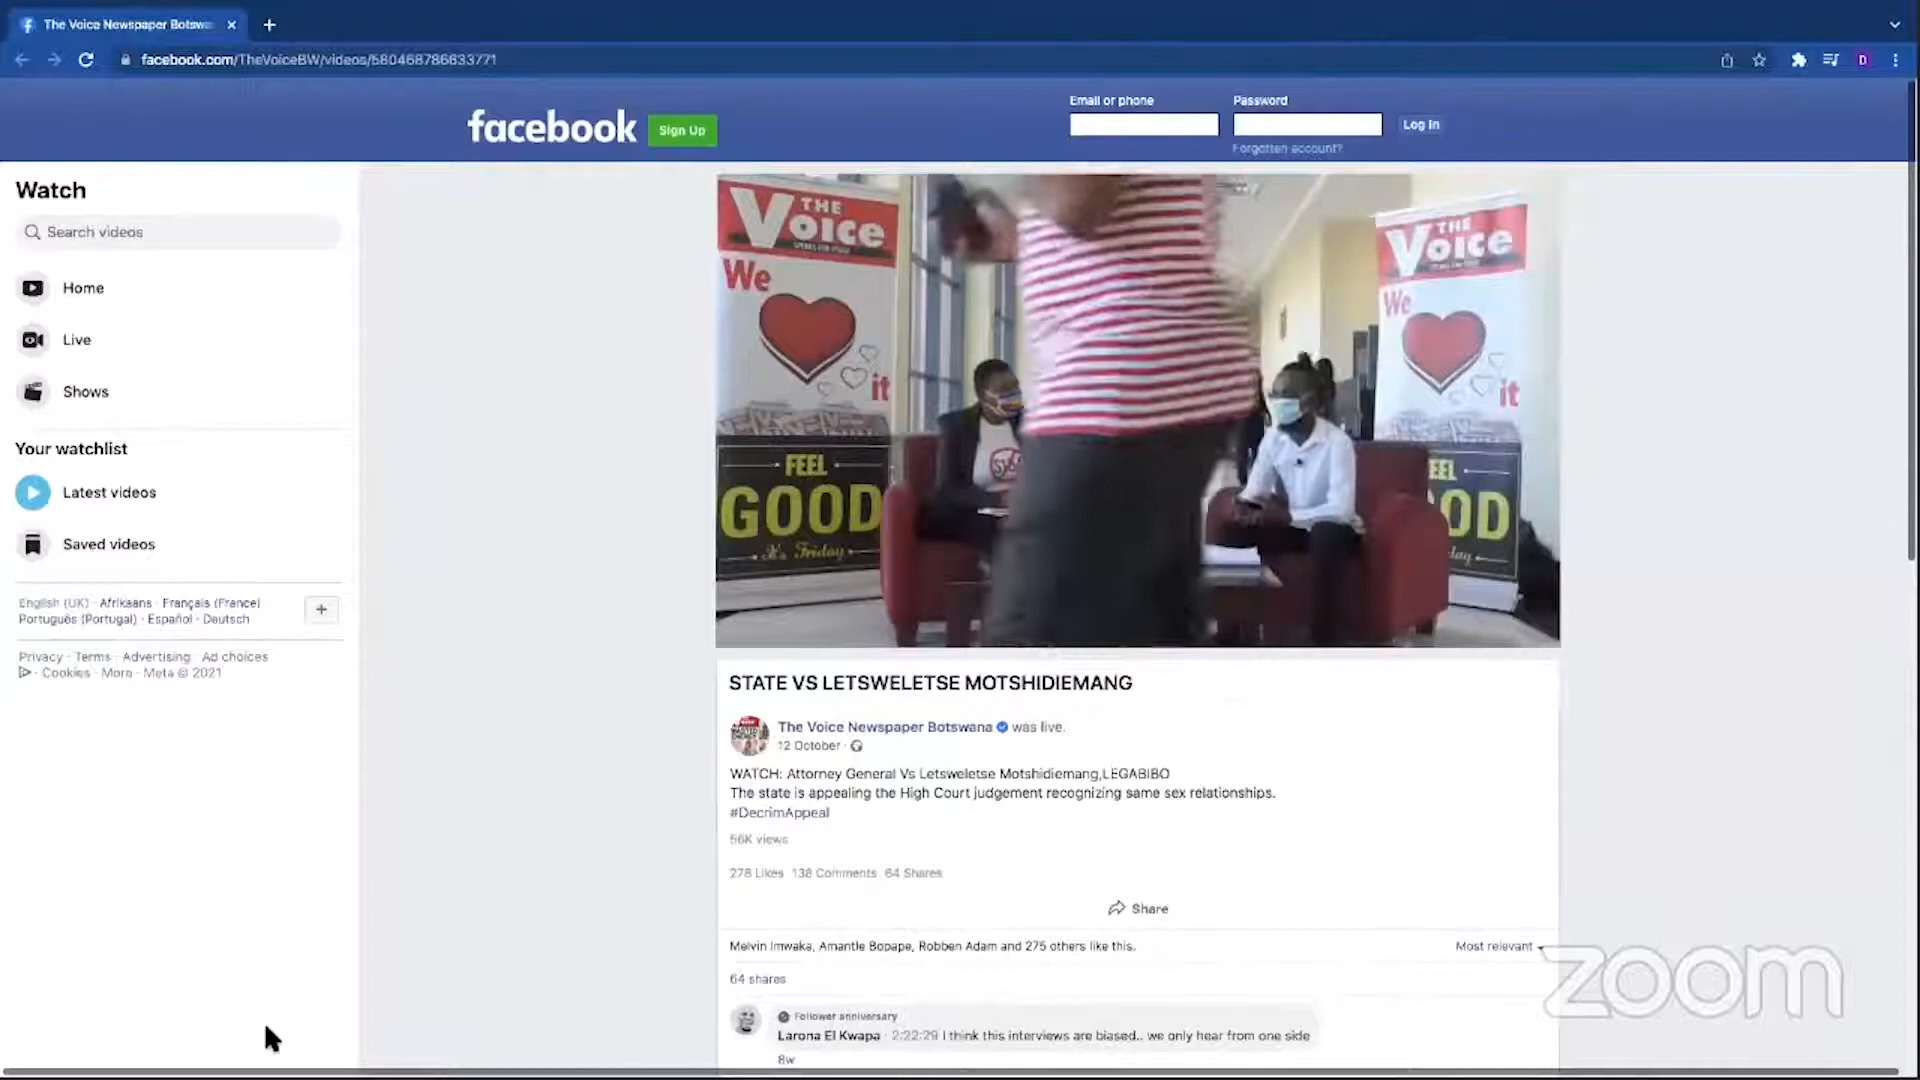 The Voice Newspaper Botswa
facebook.com/TheVoiceBW/videos/580468786633771
D
facebook
Sign Up
Email or phone
Password
Log In
Forgotten account?
Watch
Search videos
Home
Live
Shows
Your watchlist
Latest videos
Saved videos
English (UK) · Afrikaans · Français (France)
Português (Portugal) · Español · Deutsch
+
Privacy · Terms · Advertising · Ad choices
· Cookies · More · Meta © 2021
THE
Voice
We
it
FEEL
GOOD
It's Friday
THE
Voice
We
it
EEL
OD
day
STATE VS LETSWELETSE MOTSHIDIEMANG
The Voice Newspaper Botswana was live.
12 October ·
WATCH: Attorney General Vs Letsweletse Motshidiemang,LEGABIBO
The state is appealing the High Court judgement recognizing same sex relationships.
#DecrimAppeal
56K views
278 Likes 138 Comments 64 Shares
Share
Melvin Imwaka, Amantle Bopape, Robben Adam and 275 others like this.
Most relevant
64 shares
Follower anniversary
Larona El Kwapa · 2:22:29 I think this interviews are biased.. we only hear from one side
8w
zoom